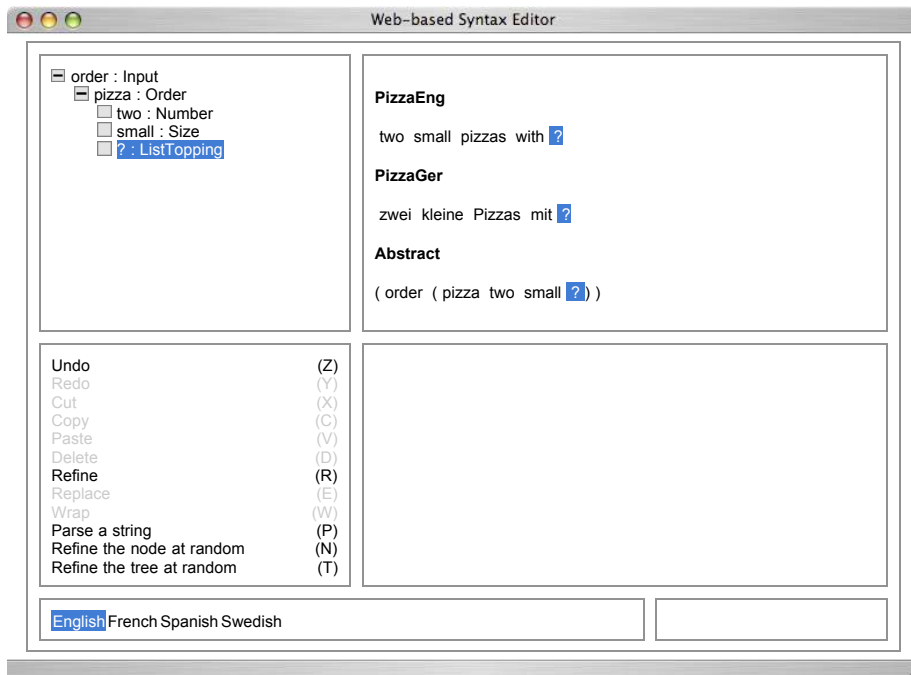 Web-based Syntax Editor
order : Input
pizza : Order
two : Number
small : Size
? : ListTopping
PizzaEng
two small pizzas with ?
PizzaGer
zwei kleine Pizzas mit ?
Abstract
( order ( pizza two small ? ) )
Undo (Z)
Redo (Y)
Cut (X)
Copy (C)
Paste (V)
Delete (D)
Refine (R)
Replace (E)
Wrap (W)
Parse a string (P)
Refine the node at random (N)
Refine the tree at random (T)
English French Spanish Swedish